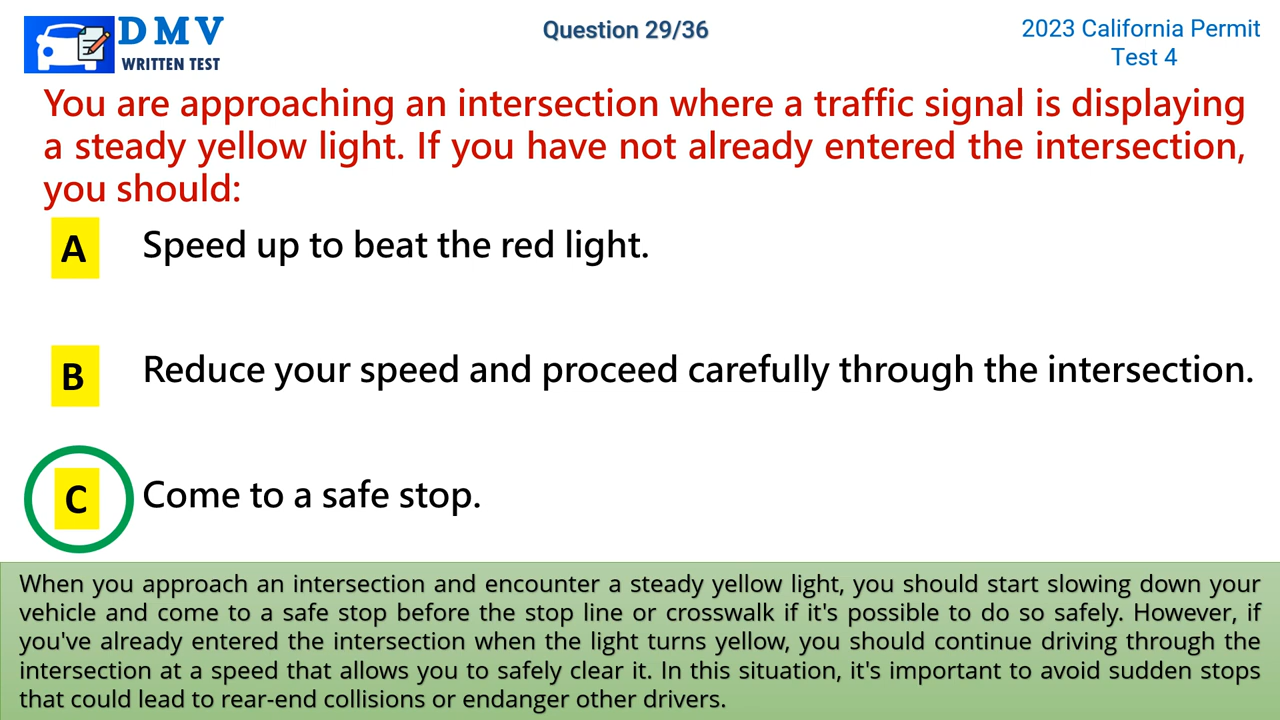 DMV
WRITTEN TEST
Question 29/36
2023 California Permit
Test 4
You are approaching an intersection where a traffic signal is displaying
a steady yellow light. If you have not already entered the intersection,
you should:
A Speed up to beat the red light.
B Reduce your speed and proceed carefully through the intersection.
C Come to a safe stop.
When you approach an intersection and encounter a steady yellow light, you should start slowing down your
vehicle and come to a safe stop before the stop line or crosswalk if it's possible to do so safely. However, if
you've already entered the intersection when the light turns yellow, you should continue driving through the
intersection at a speed that allows you to safely clear it. In this situation, it's important to avoid sudden stops
that could lead to rear-end collisions or endanger other drivers.